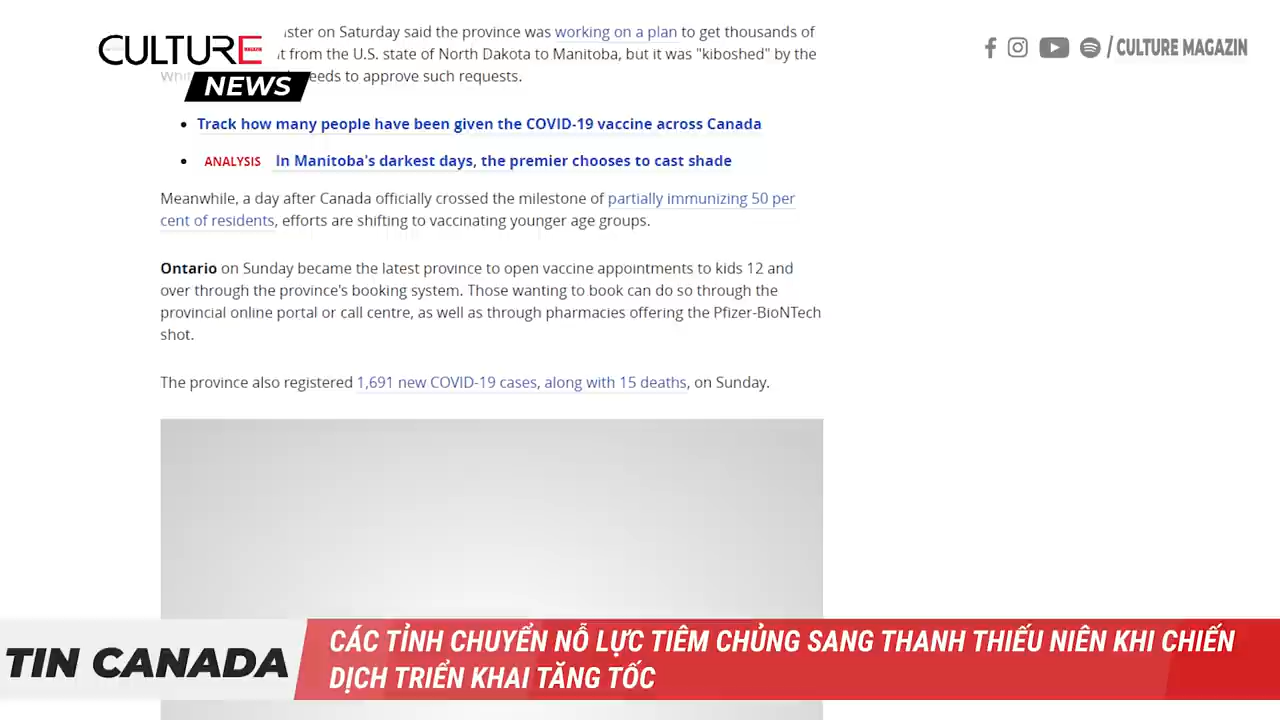 ister on Saturday said the province was working on a plan to get thousands of
CULTURE
MAGAZIN
/ CULTURE MAGAZIN
t from the U.S. state of North Dakota to Manitoba, but it was "kiboshed" by the
eeds to approve such requests.
NEWS
• Track how many people have been given the COVID-19 vaccine across Canada
• ANALYSIS In Manitoba's darkest days, the premier chooses to cast shade
Meanwhile, a day after Canada officially crossed the milestone of partially immunizing 50 per
cent of residents, efforts are shifting to vaccinating younger age groups.
Ontario on Sunday became the latest province to open vaccine appointments to kids 12 and
over through the province's booking system. Those wanting to book can do so through the
provincial online portal or call centre, as well as through pharmacies offering the Pfizer-BioNTech
shot.
The province also registered 1,691 new COVID-19 cases, along with 15 deaths, on Sunday.
TIN CANADA
CÁC TỈNH CHUYỂN NỖ LỰC TIÊM CHỦNG SANG THANH THIẾU NIÊN KHI CHIẾN
DỊCH TRIỂN KHAI TĂNG TỐC